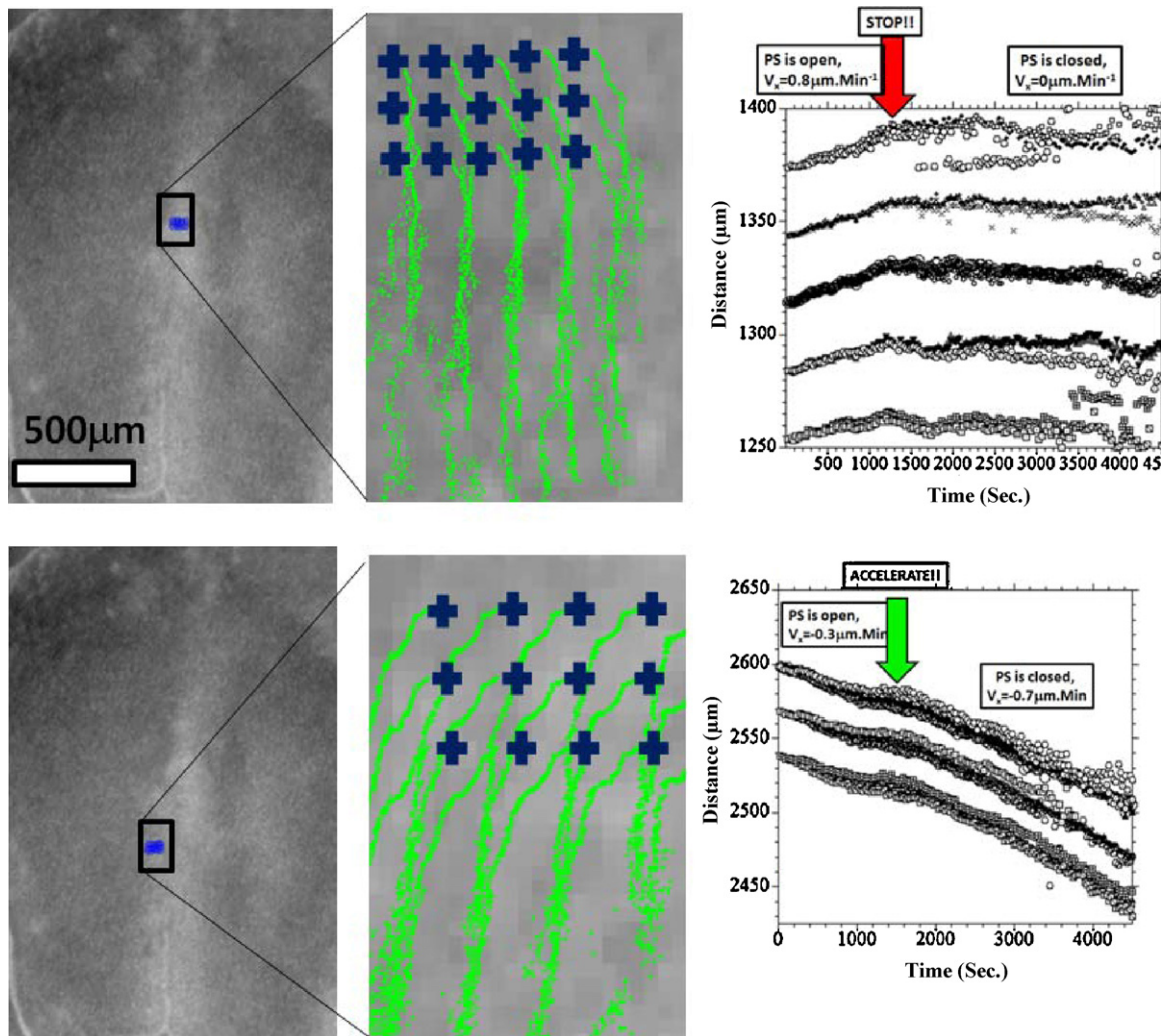 500μm
STOP!!
PS is open,
Vₓ=0.8μm.Min⁻¹
PS is closed,
Vₓ=0μm.Min⁻¹
1400
1350
1300
1250
Distance (μm)
500 1000 1500 2000 2500 3000 3500 4000 450
Time (Sec.)
ACCELERATE!!
PS is open,
Vₓ=-0.3μm.Min
PS is closed,
Vₓ=-0.7μm.Min
2650
2600
2550
2500
2450
Distance (μm)
0 1000 2000 3000 4000
Time (Sec.)